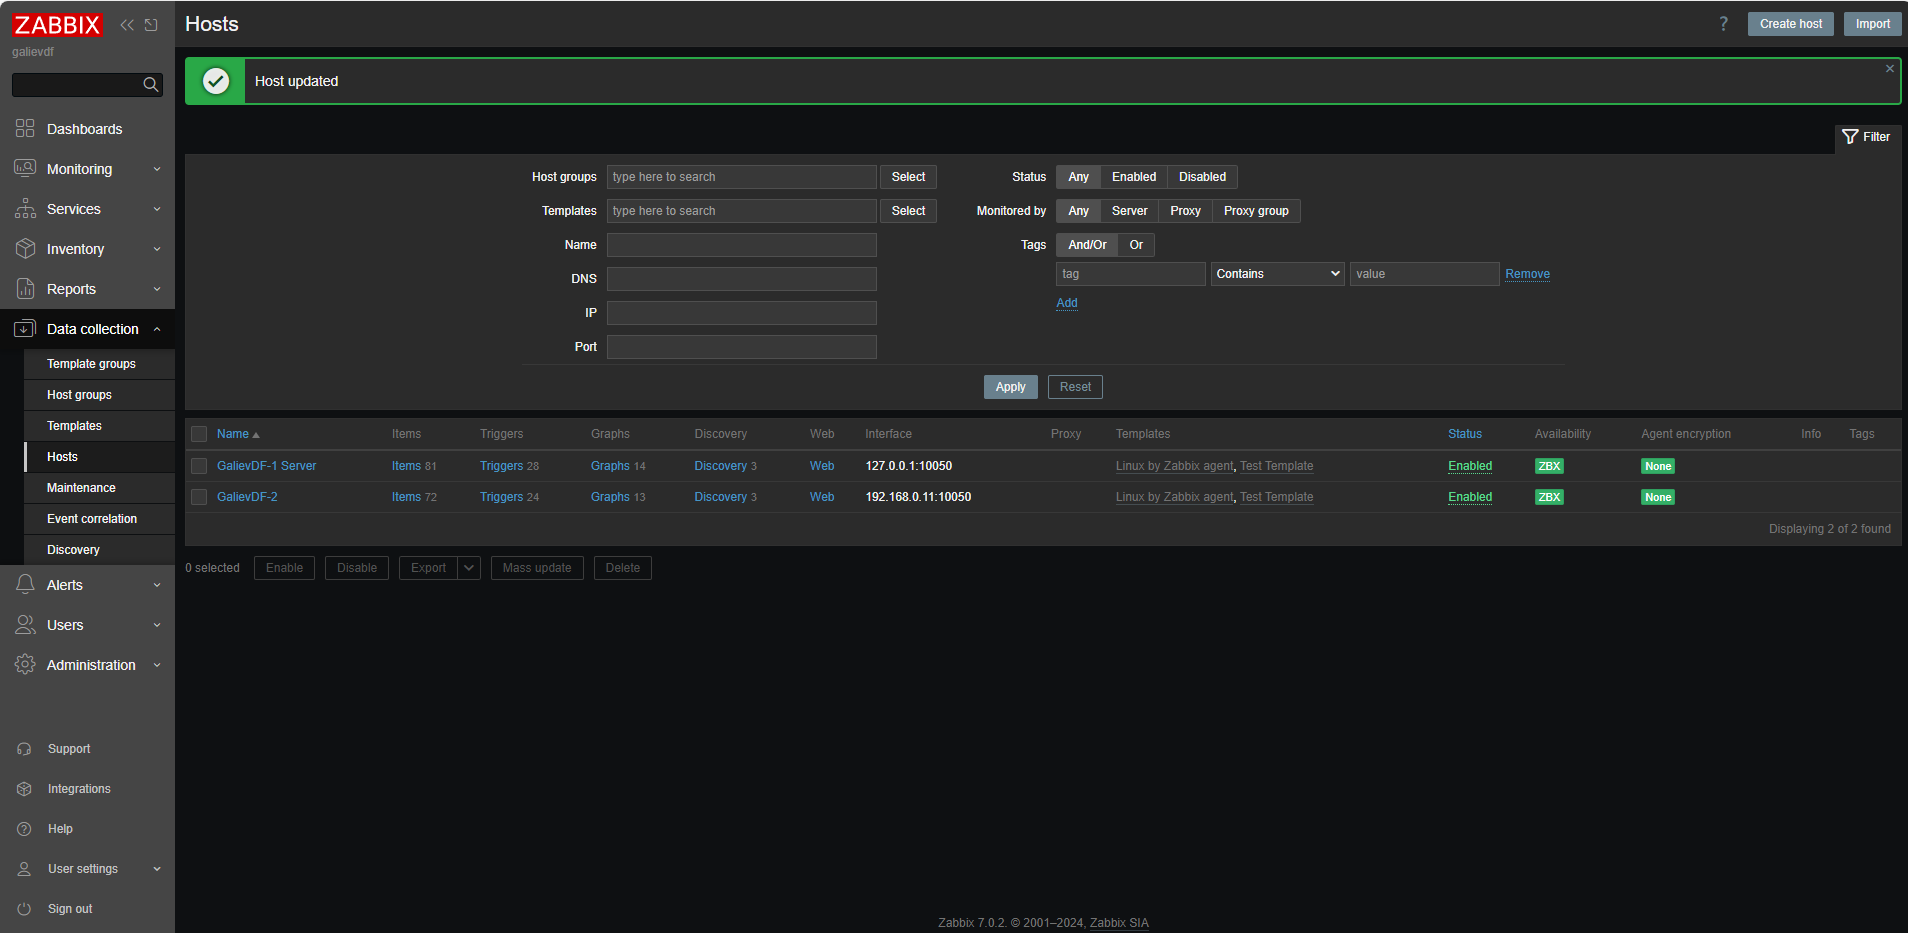 ZABBIX
galievdf
Dashboards
Monitoring
Services
Inventory
Reports
Data collection
Template groups
Host groups
Templates
Hosts
Maintenance
Event correlation
Discovery
Alerts
Users
Administration
Support
Integrations
Help
User settings
Sign out
Hosts
? Create host Import
Host updated
Filter
Host groups type here to search Select
Templates type here to search Select
Name
DNS
IP
Port
Status Any Enabled Disabled
Monitored by Any Server Proxy Proxy group
Tags And/Or Or
tag Contains value Remove
Add
Apply Reset
Name Items Triggers Graphs Discovery Web Interface Proxy Templates Status Availability Agent encryption Info Tags
GalievDF-1 Server Items 81 Triggers 28 Graphs 14 Discovery 3 Web 127.0.0.1:10050 Linux by Zabbix agent, Test Template Enabled ZBX None
GalievDF-2 Items 72 Triggers 24 Graphs 13 Discovery 3 Web 192.168.0.11:10050 Linux by Zabbix agent, Test Template Enabled ZBX None
Displaying 2 of 2 found
0 selected Enable Disable Export Mass update Delete
Zabbix 7.0.2. © 2001–2024, Zabbix SIA